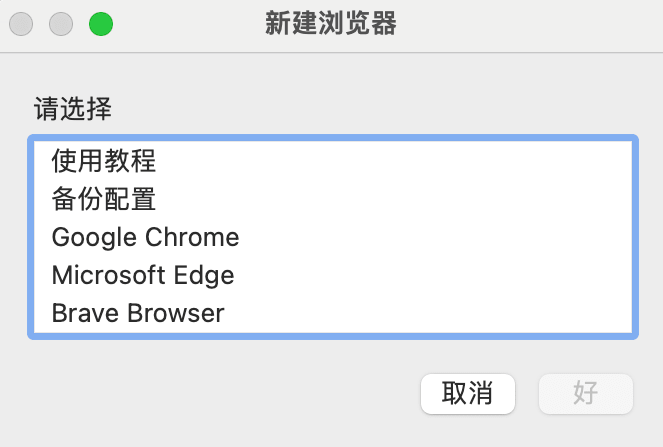 新建浏览器
请选择
使用教程
备份配置
Google Chrome
Microsoft Edge
Brave Browser
取消
好